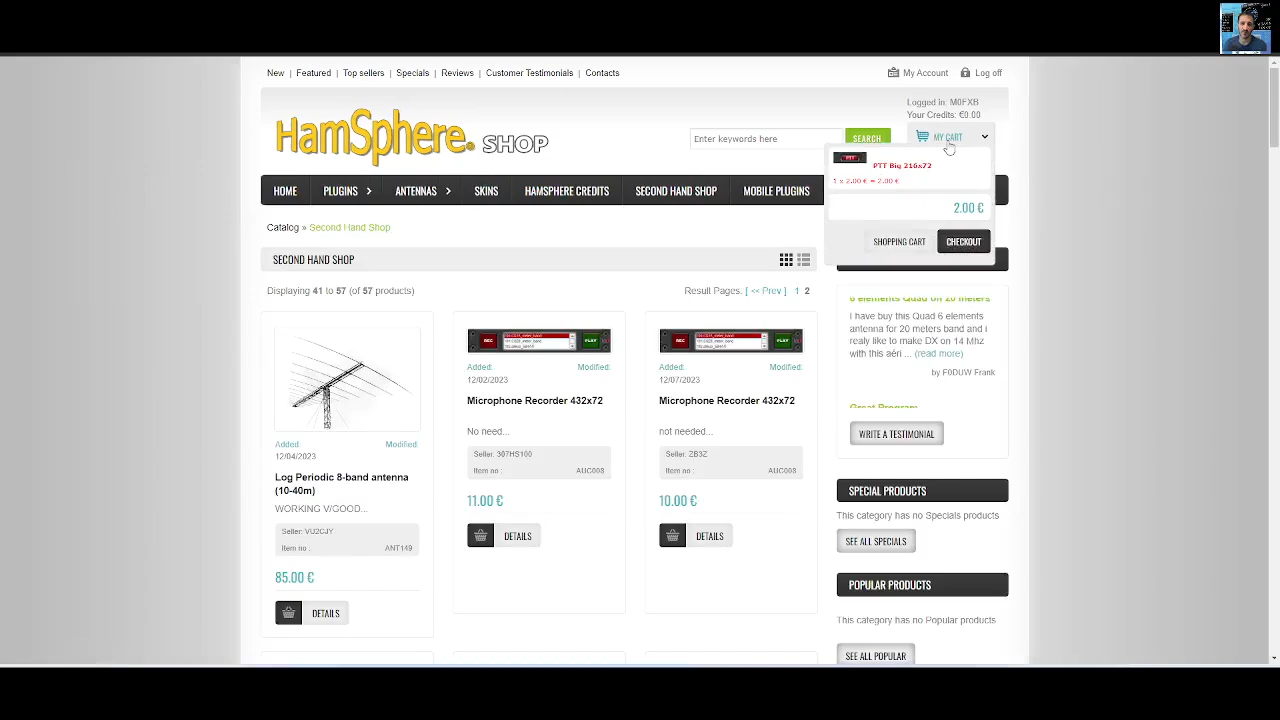 New | Featured | Top sellers | Specials | Reviews | Customer Testimonials | Contacts
My Account
Log off
Logged in: M0FXB
Your Credits: €0.00
HamSphere® SHOP
Enter keywords here
SEARCH
MY CART
PTT
PTT Big 216x72
1 x 2.00 € = 2.00 €
2.00 €
SHOPPING CART
CHECKOUT
HOME
PLUGINS
ANTENNAS
SKINS
HAMSPHERE CREDITS
SECOND HAND SHOP
MOBILE PLUGINS
Catalog » Second Hand Shop
SECOND HAND SHOP
Displaying 41 to 57 (of 57 products)
Result Pages: [ << Prev ] 1 2
Added: Modified:
12/04/2023
Log Periodic 8-band antenna
(10-40m)
WORKING V/GOOD...
Seller: VU2CJY
Item no : ANT149
85.00 €
DETAILS
REC
PLAY
Added: Modified:
12/02/2023
Microphone Recorder 432x72
No need...
Seller: 307HS100
Item no : AUC008
11.00 €
DETAILS
REC
PLAY
Added: Modified:
12/07/2023
Microphone Recorder 432x72
not needed...
Seller: ZB3Z
Item no : AUC008
10.00 €
DETAILS
6 elements Quad on 20 meters
I have buy this Quad 6 elements
antenna for 20 meters band and i
realy like to make DX on 14 Mhz
with this aéri ... (read more)
by F0DUW Frank
Great Program
WRITE A TESTIMONIAL
SPECIAL PRODUCTS
This category has no Specials products
SEE ALL SPECIALS
POPULAR PRODUCTS
This category has no Popular products
SEE ALL POPULAR